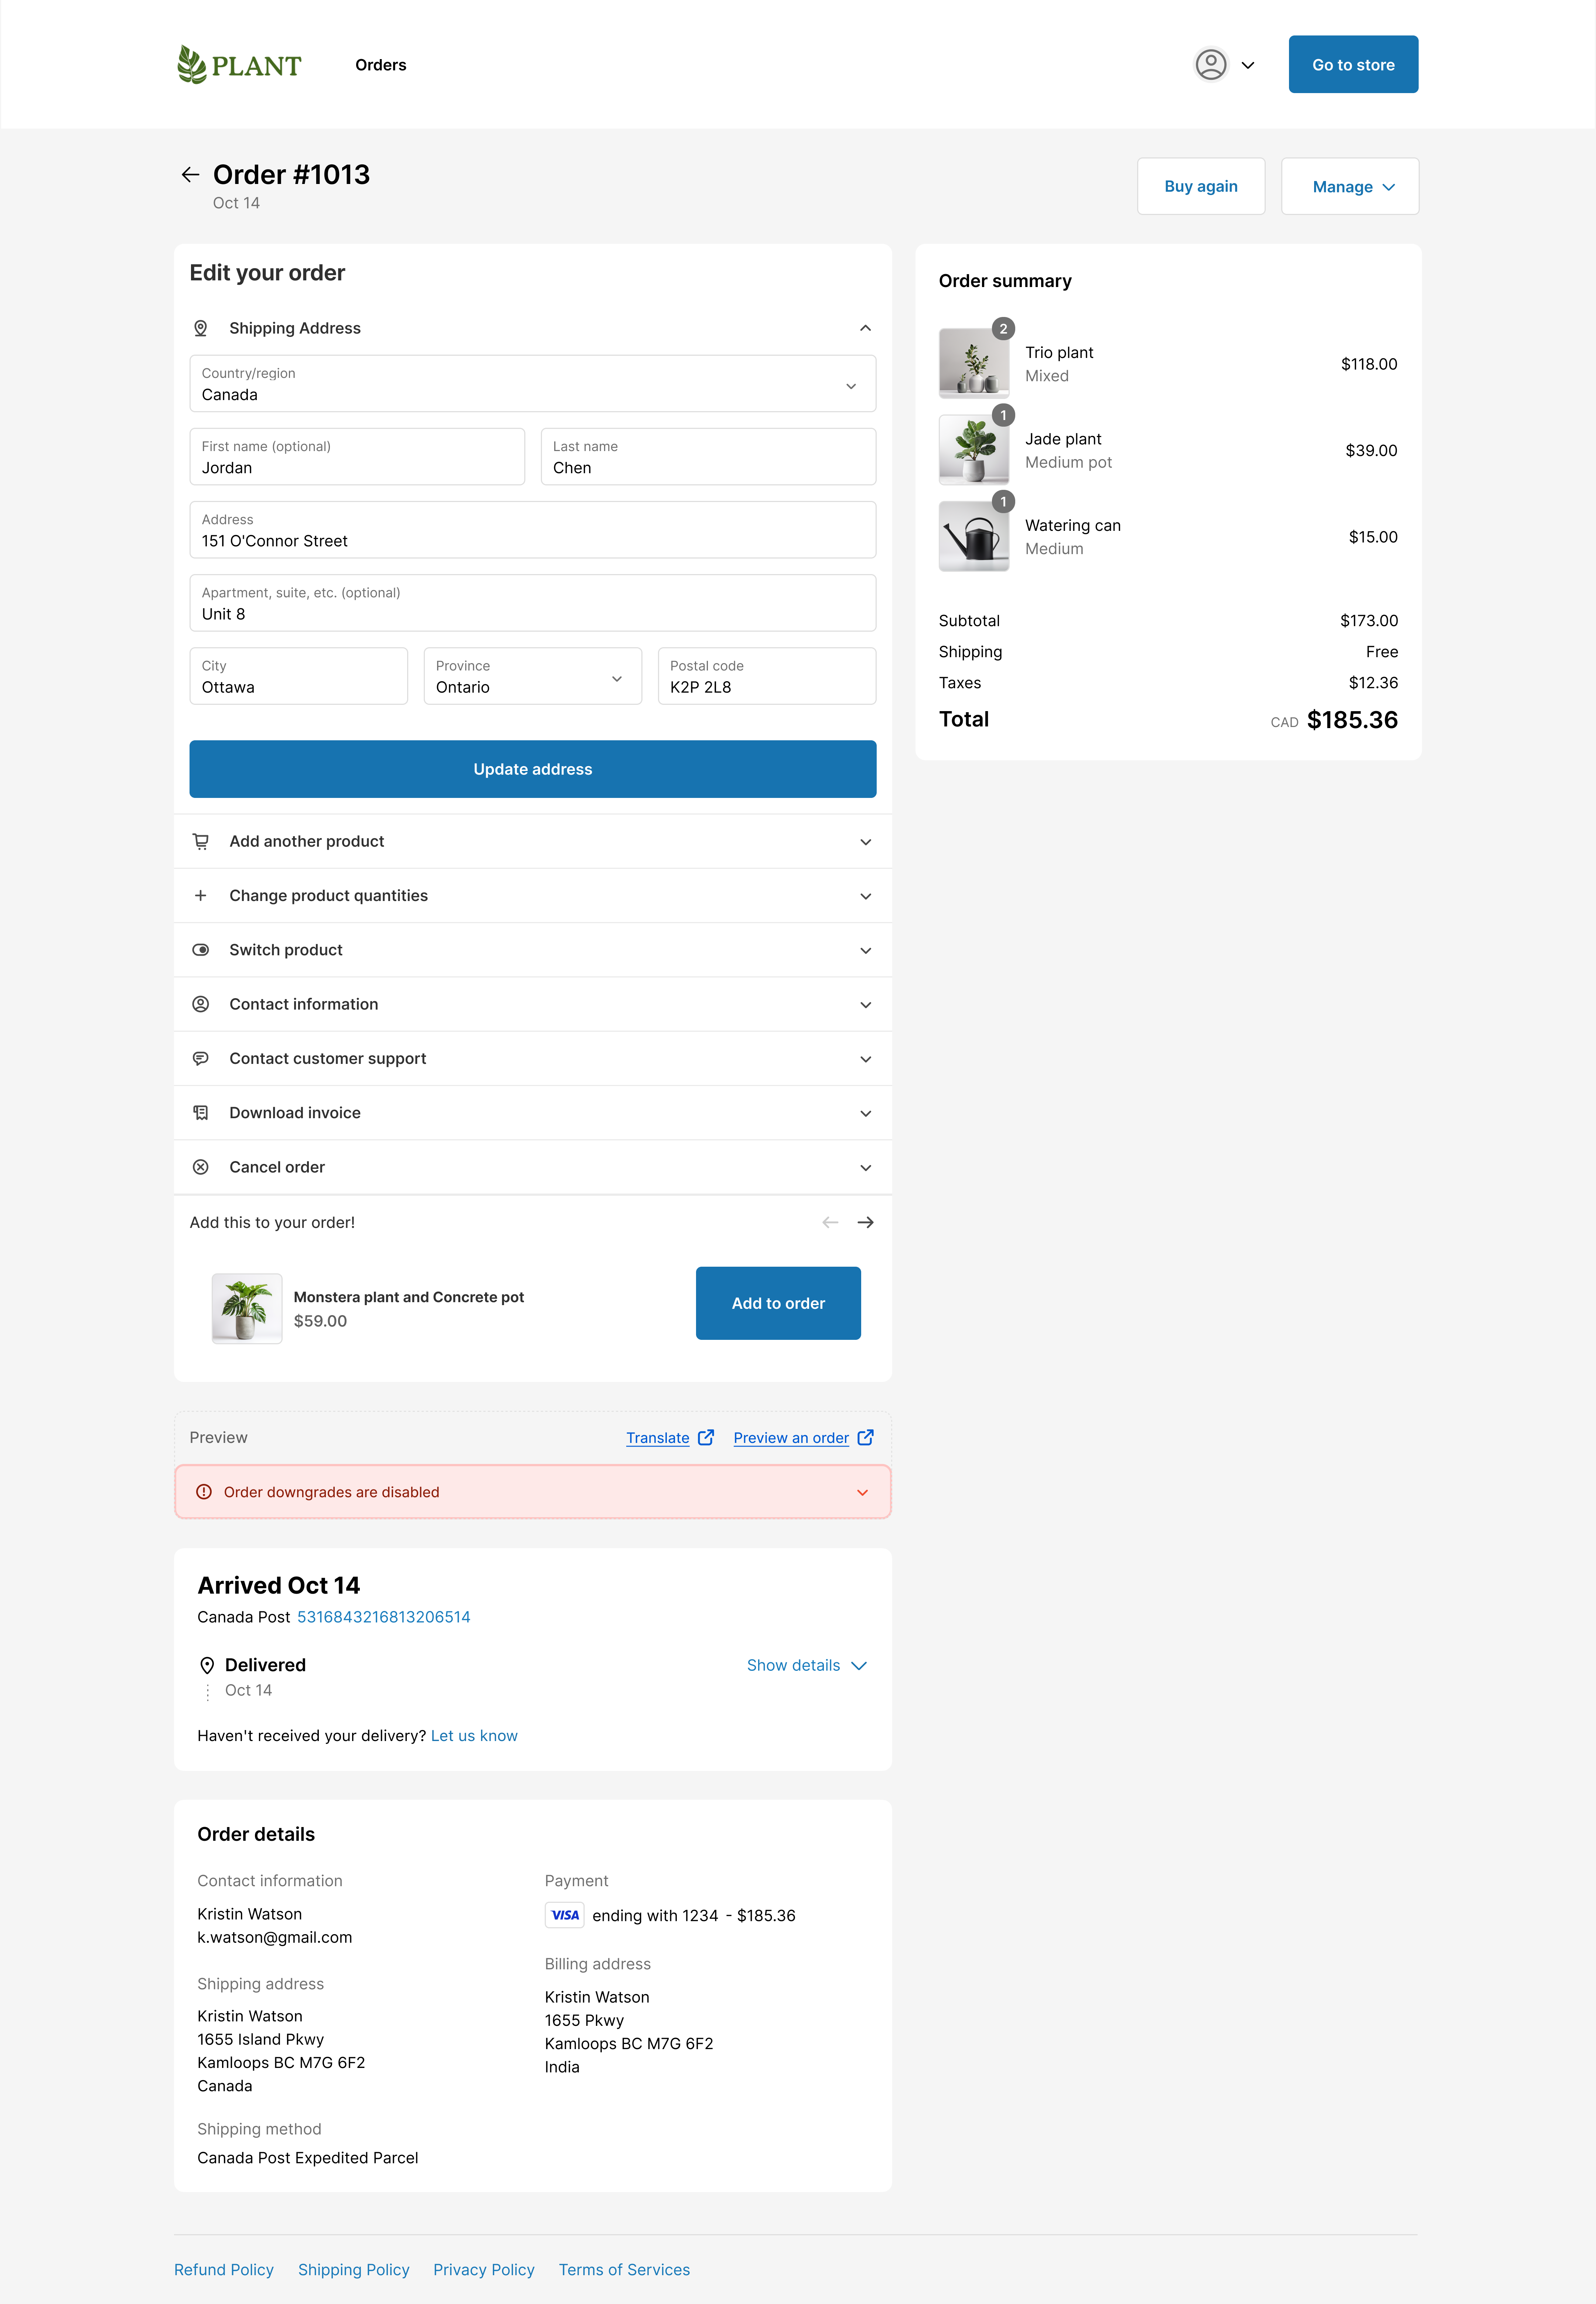 PLANT
Orders
Go to store
Order #1013
Oct 14
Buy again
Manage
Edit your order
Shipping Address
Country/region
Canada
First name (optional)
Jordan
Last name
Chen
Address
151 O'Connor Street
Apartment, suite, etc. (optional)
Unit 8
City
Ottawa
Province
Ontario
Postal code
K2P 2L8
Update address
Add another product
Change product quantities
Switch product
Contact information
Contact customer support
Download invoice
Cancel order
Add this to your order!
Monstera plant and Concrete pot
$59.00
Add to order
Order summary
2
Trio plant
Mixed
$118.00
1
Jade plant
Medium pot
$39.00
1
Watering can
Medium
$15.00
Subtotal $173.00
Shipping Free
Taxes $12.36
Total CAD $185.36
Preview
Translate
Preview an order
Order downgrades are disabled
Arrived Oct 14
Canada Post 5316843216813206514
Delivered
Show details
Oct 14
Haven't received your delivery? Let us know
Order details
Contact information
Kristin Watson
k.watson@gmail.com
Shipping address
Kristin Watson
1655 Island Pkwy
Kamloops BC M7G 6F2
Canada
Shipping method
Canada Post Expedited Parcel
Payment
VISA ending with 1234 - $185.36
Billing address
Kristin Watson
1655 Pkwy
Kamloops BC M7G 6F2
India
Refund Policy Shipping Policy Privacy Policy Terms of Services